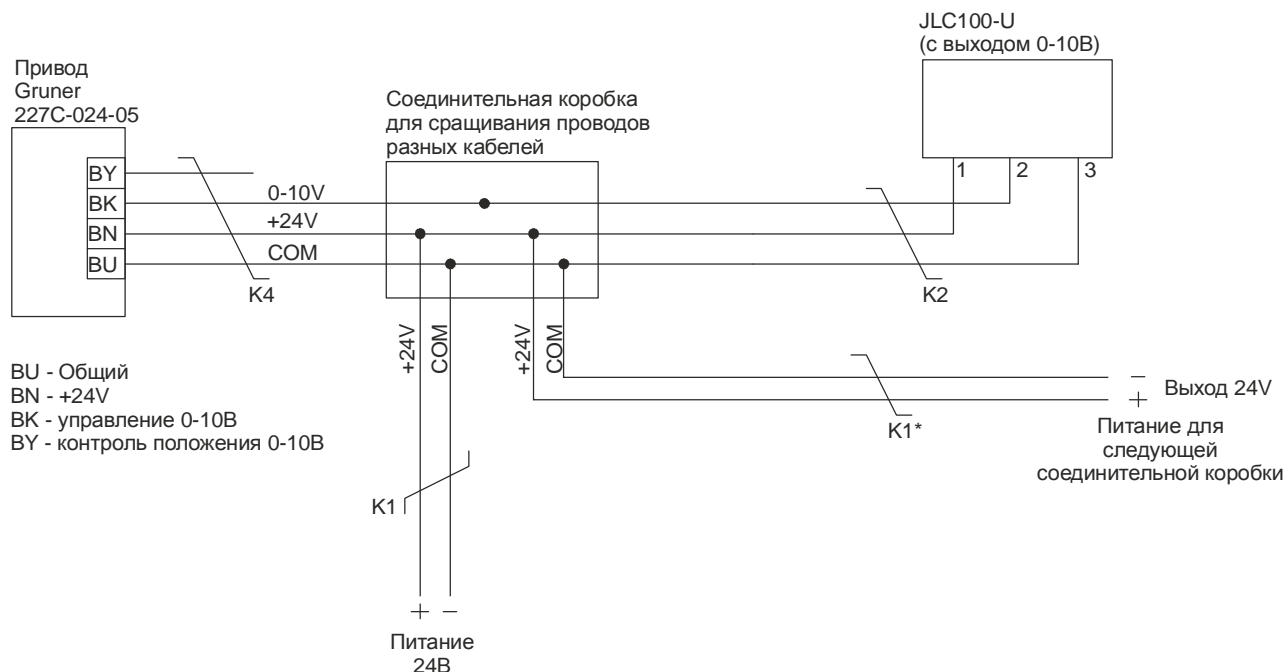 JLC100-U
(с выходом 0-10В)
Привод
Gruner
227C-024-05
Соединительная коробка
для сращивания проводов
разных кабелей
1 2 3
BY
BK 0-10V
BN +24V
BU COM
K4
K2
+24V COM +24V COM
BU - Общий
BN - +24V
BK - управление 0-10В
BY - контроль положения 0-10В
− Выход 24V
+
K1*
Питание для
следующей
соединительной коробки
K1
+ −
Питание
24В